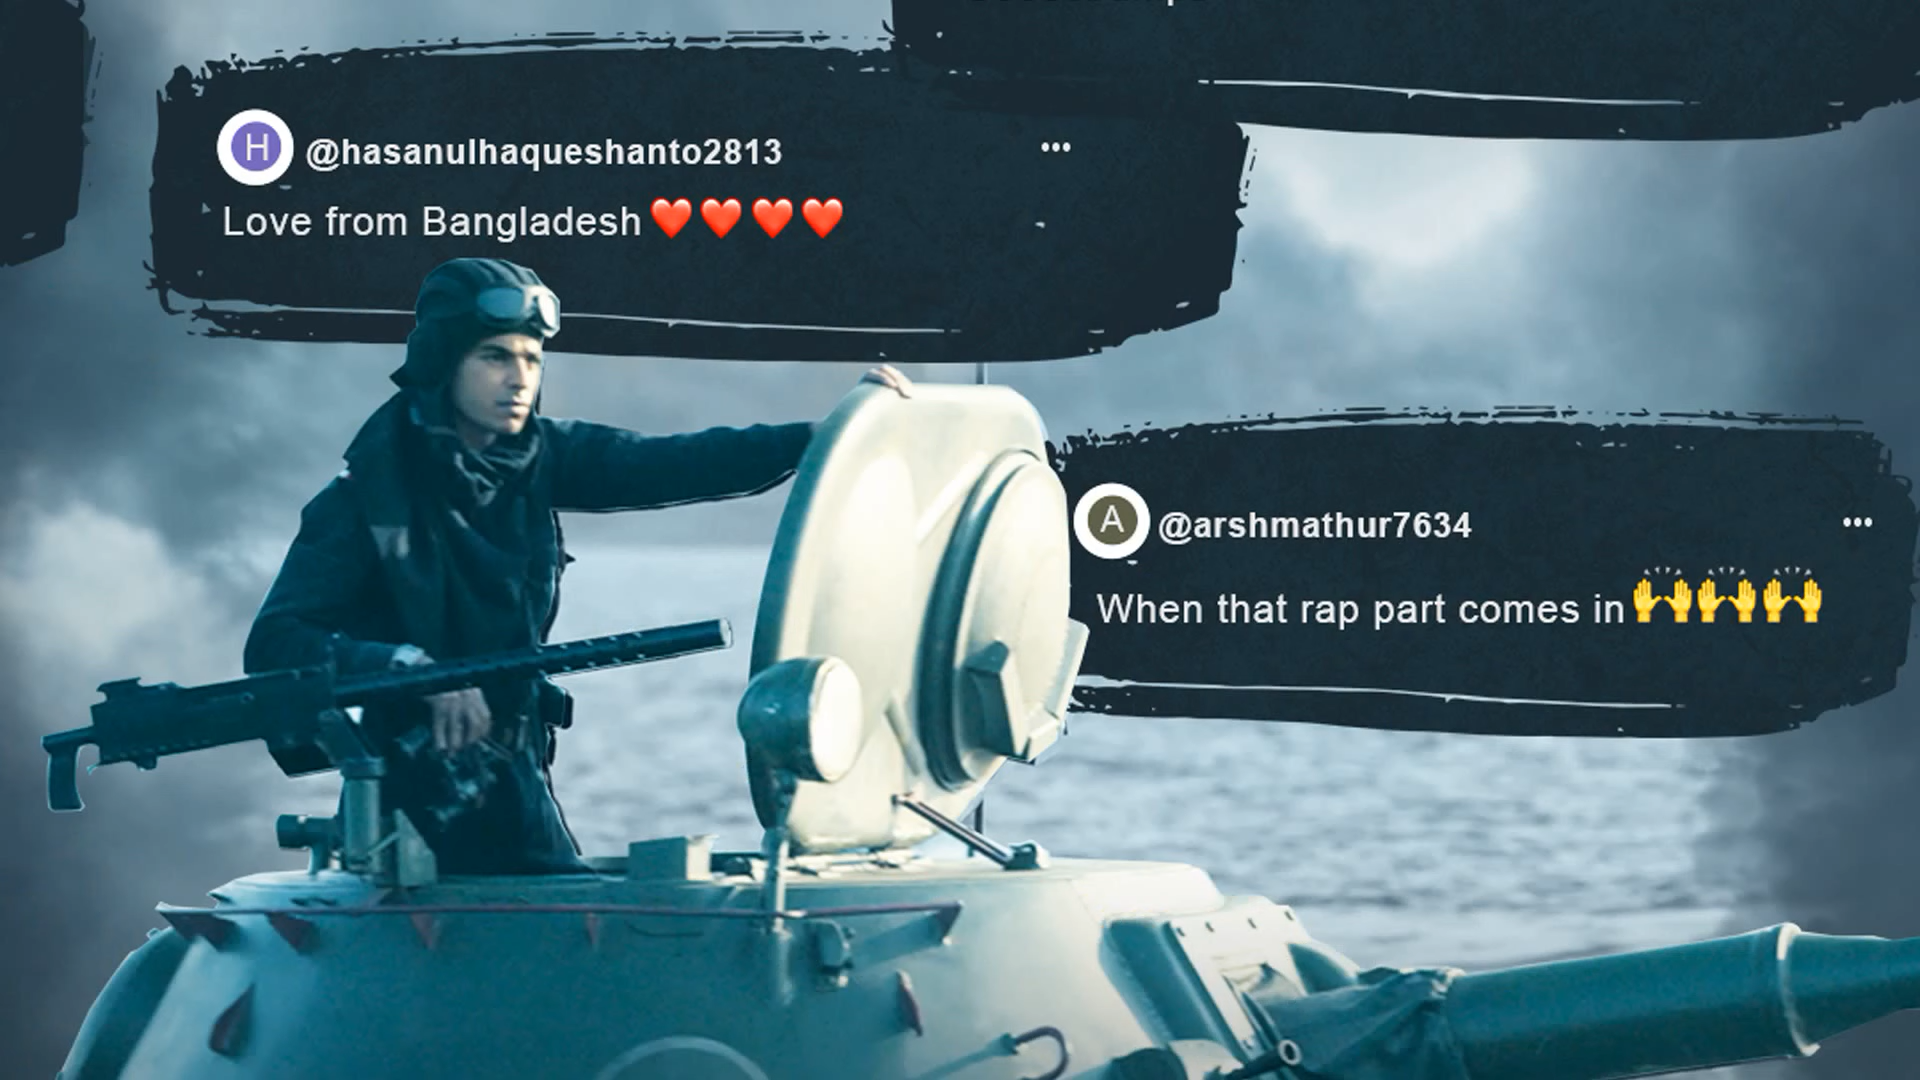 H @hasanulhaqueshanto2813
Love from Bangladesh❤️❤️❤️❤️
A @arshmathur7634
When that rap part comes in🙌🙌🙌